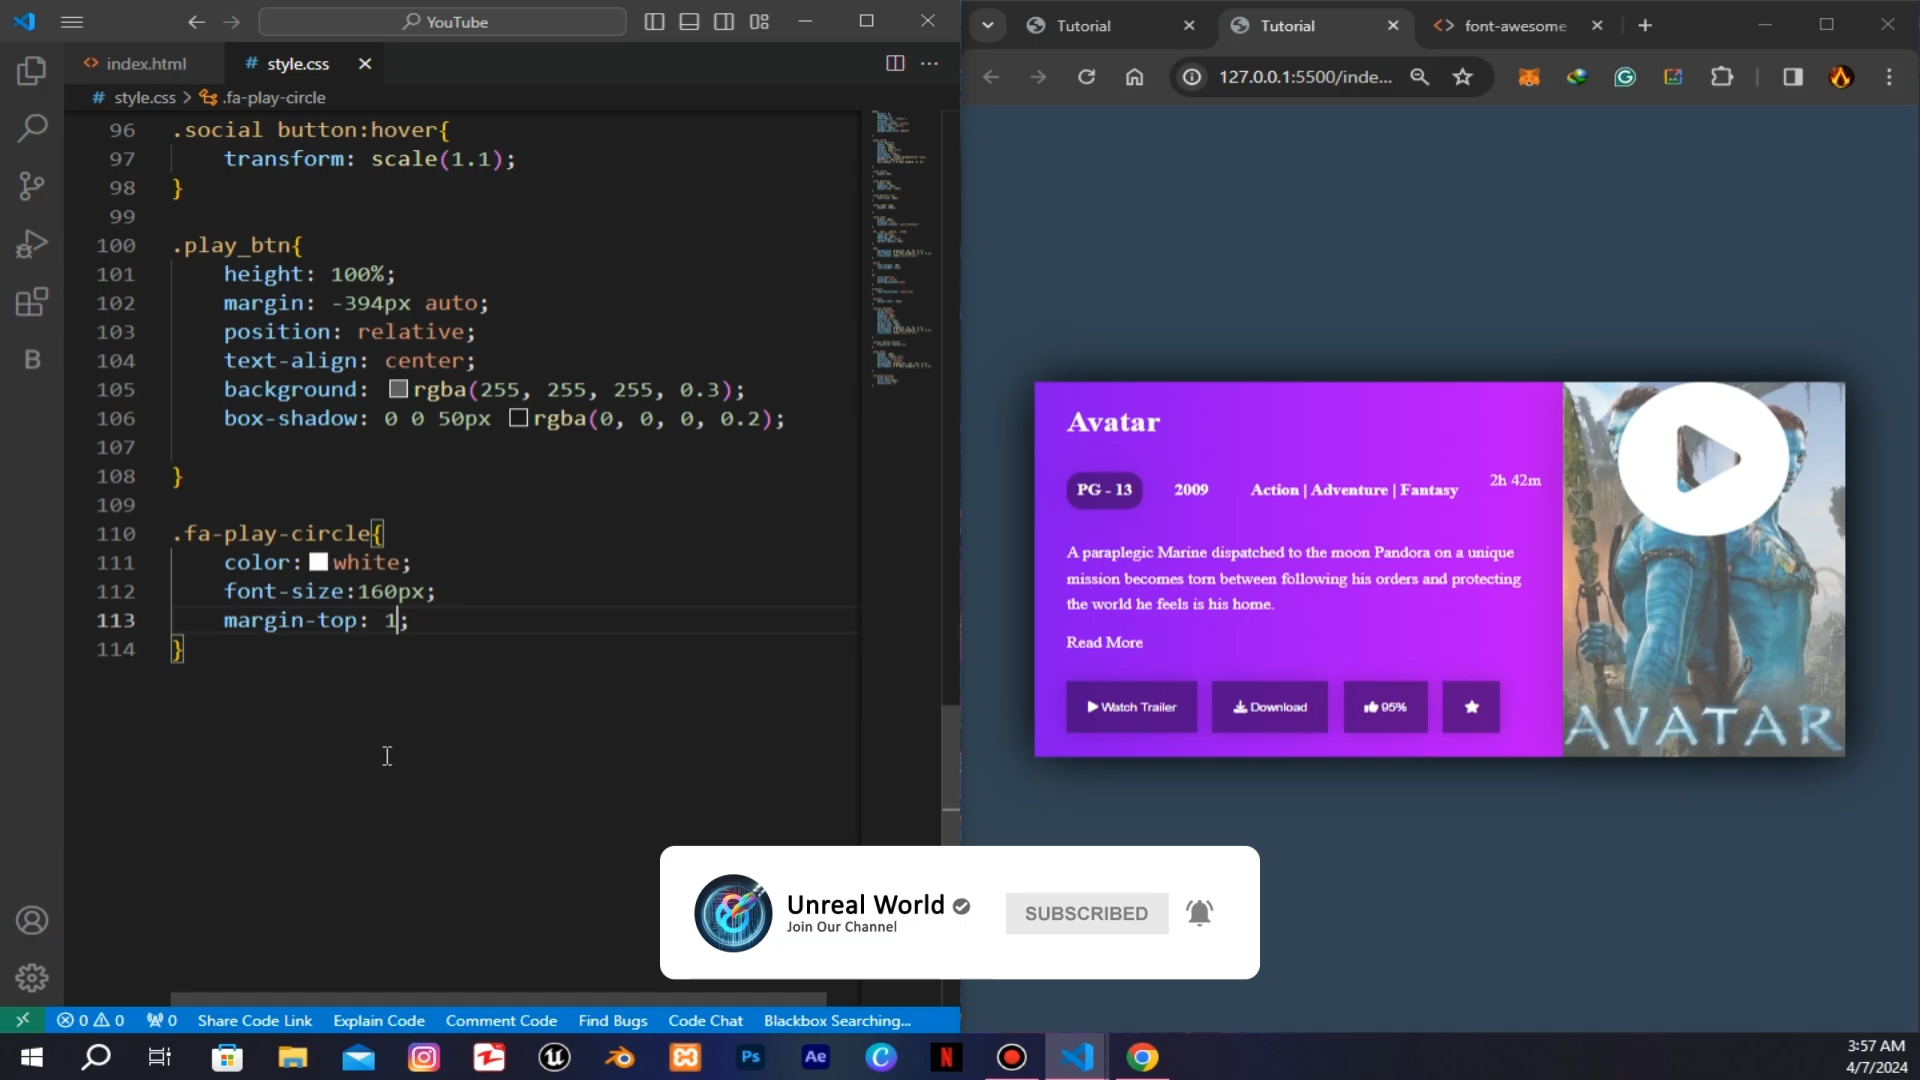 YouTube
index.html
# style.css
# style.css > .fa-play-circle
96 .social button:hover{
97 transform: scale(1.1);
98 }
99
100 .play_btn{
101 height: 100%;
102 margin: -394px auto;
103 position: relative;
104 text-align: center;
105 background: rgba(255, 255, 255, 0.3);
106 box-shadow: 0 0 50px rgba(0, 0, 0, 0.2);
107
108 }
109
110 .fa-play-circle{
111 color: white;
112 font-size:160px;
113 margin-top: 1;
114 }
B
0 0 0 Share Code Link Explain Code Comment Code Find Bugs Code Chat Blackbox Searching...
Tutorial
Tutorial
font-awesome
127.0.0.1:5500/inde...
Avatar
PG - 13
2009
Action | Adventure | Fantasy
2h 42m
A paraplegic Marine dispatched to the moon Pandora on a unique
mission becomes torn between following his orders and protecting
the world he feels is his home.
Read More
Watch Trailer
Download
95%
AVATAR
Unreal World
Join Our Channel
SUBSCRIBED
Ps
Ae
N
3:57 AM
4/7/2024